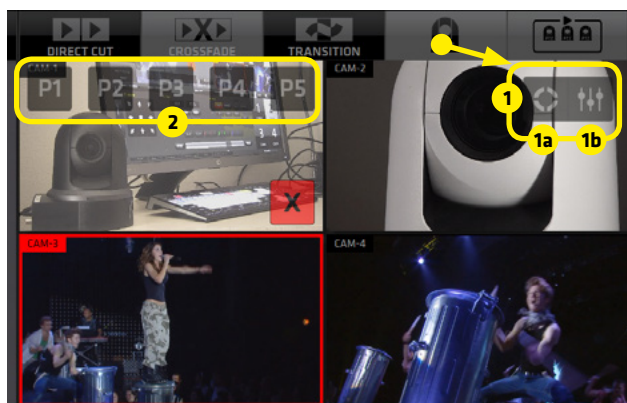 DIRECT CUT
CROSSFADE
TRANSITION
CAM-1
CAM-2
P1 P2 P3 P4 P5
1
2
1a
1b
X
CAM-3
CAM-4